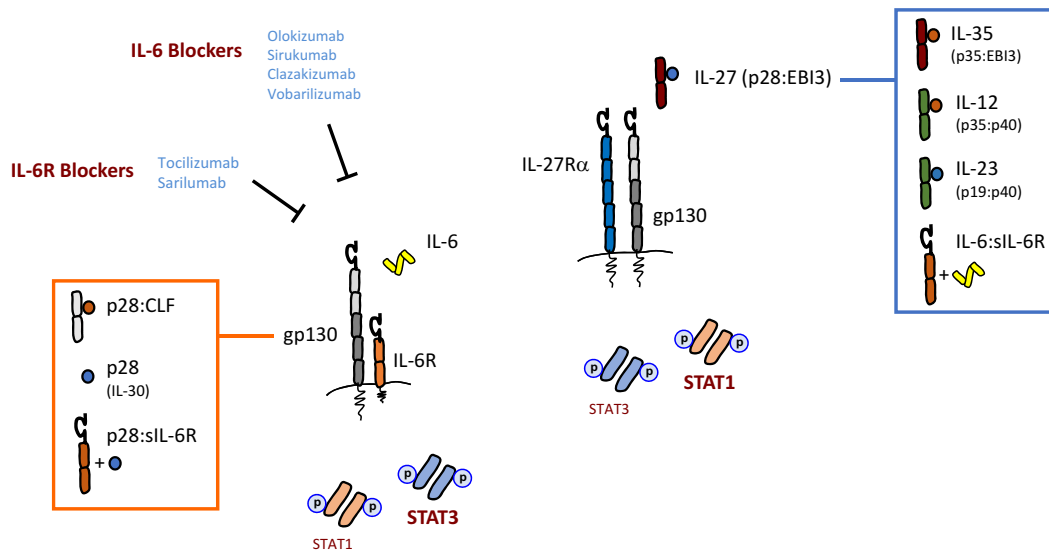 IL-6 Blockers
Olokizumab
Sirukumab
Clazakizumab
Vobarilizumab
IL-6R Blockers
Tocilizumab
Sarilumab
IL-6
gp130
IL-6R
p28:CLF
p28
(IL-30)
p28:sIL-6R
+
p
p
STAT1
p
p
STAT3
IL-27 (p28:EBI3)
IL-27Rα
gp130
p
p
STAT3
p
p
STAT1
IL-35
(p35:EBI3)
IL-12
(p35:p40)
IL-23
(p19:p40)
IL-6:sIL-6R
+